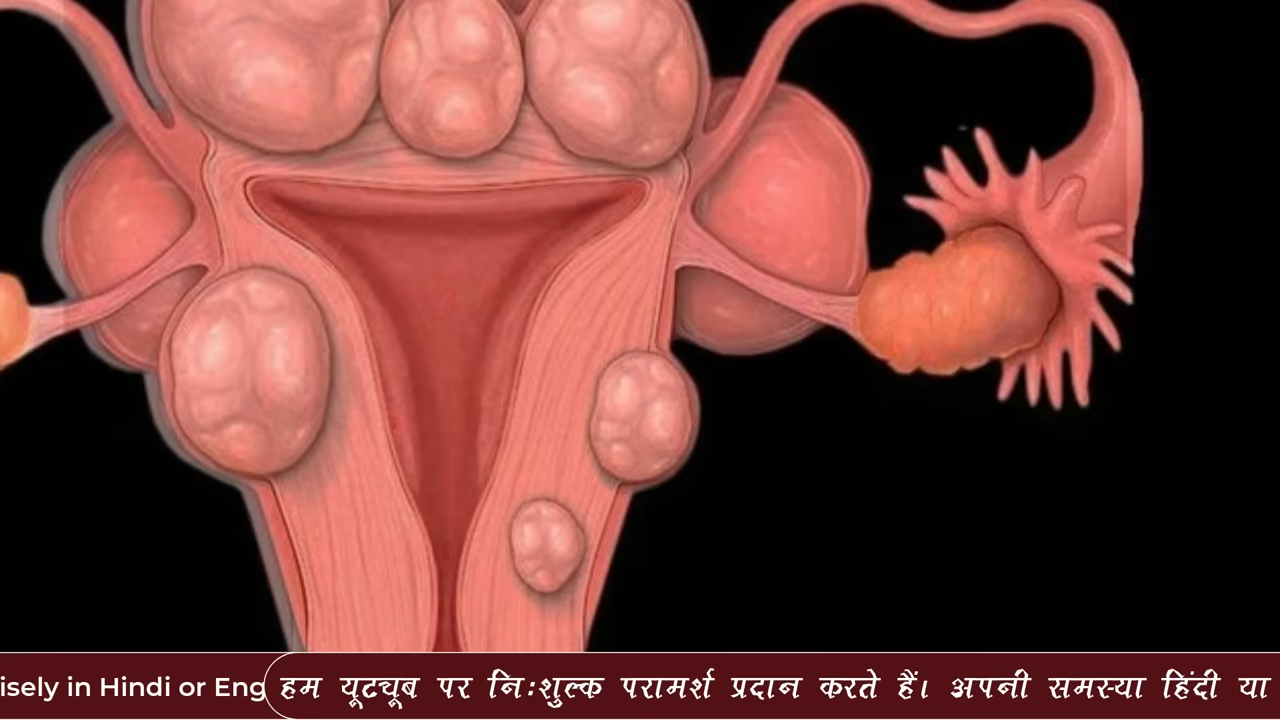 isely in Hindi or Eng हम यूट्यूब पर निःशुल्क परामर्श प्रदान करते हैं। अपनी समस्या हिंदी या